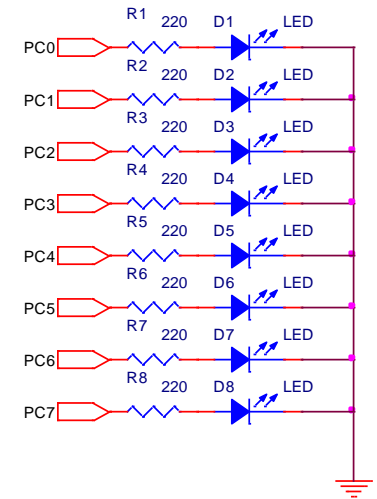 R1 220 D1 LED
PC0
R2 220 D2 LED
PC1
R3 220 D3 LED
PC2
R4 220 D4 LED
PC3
R5 220 D5 LED
PC4
R6 220 D6 LED
PC5
R7 220 D7 LED
PC6
R8 220 D8 LED
PC7